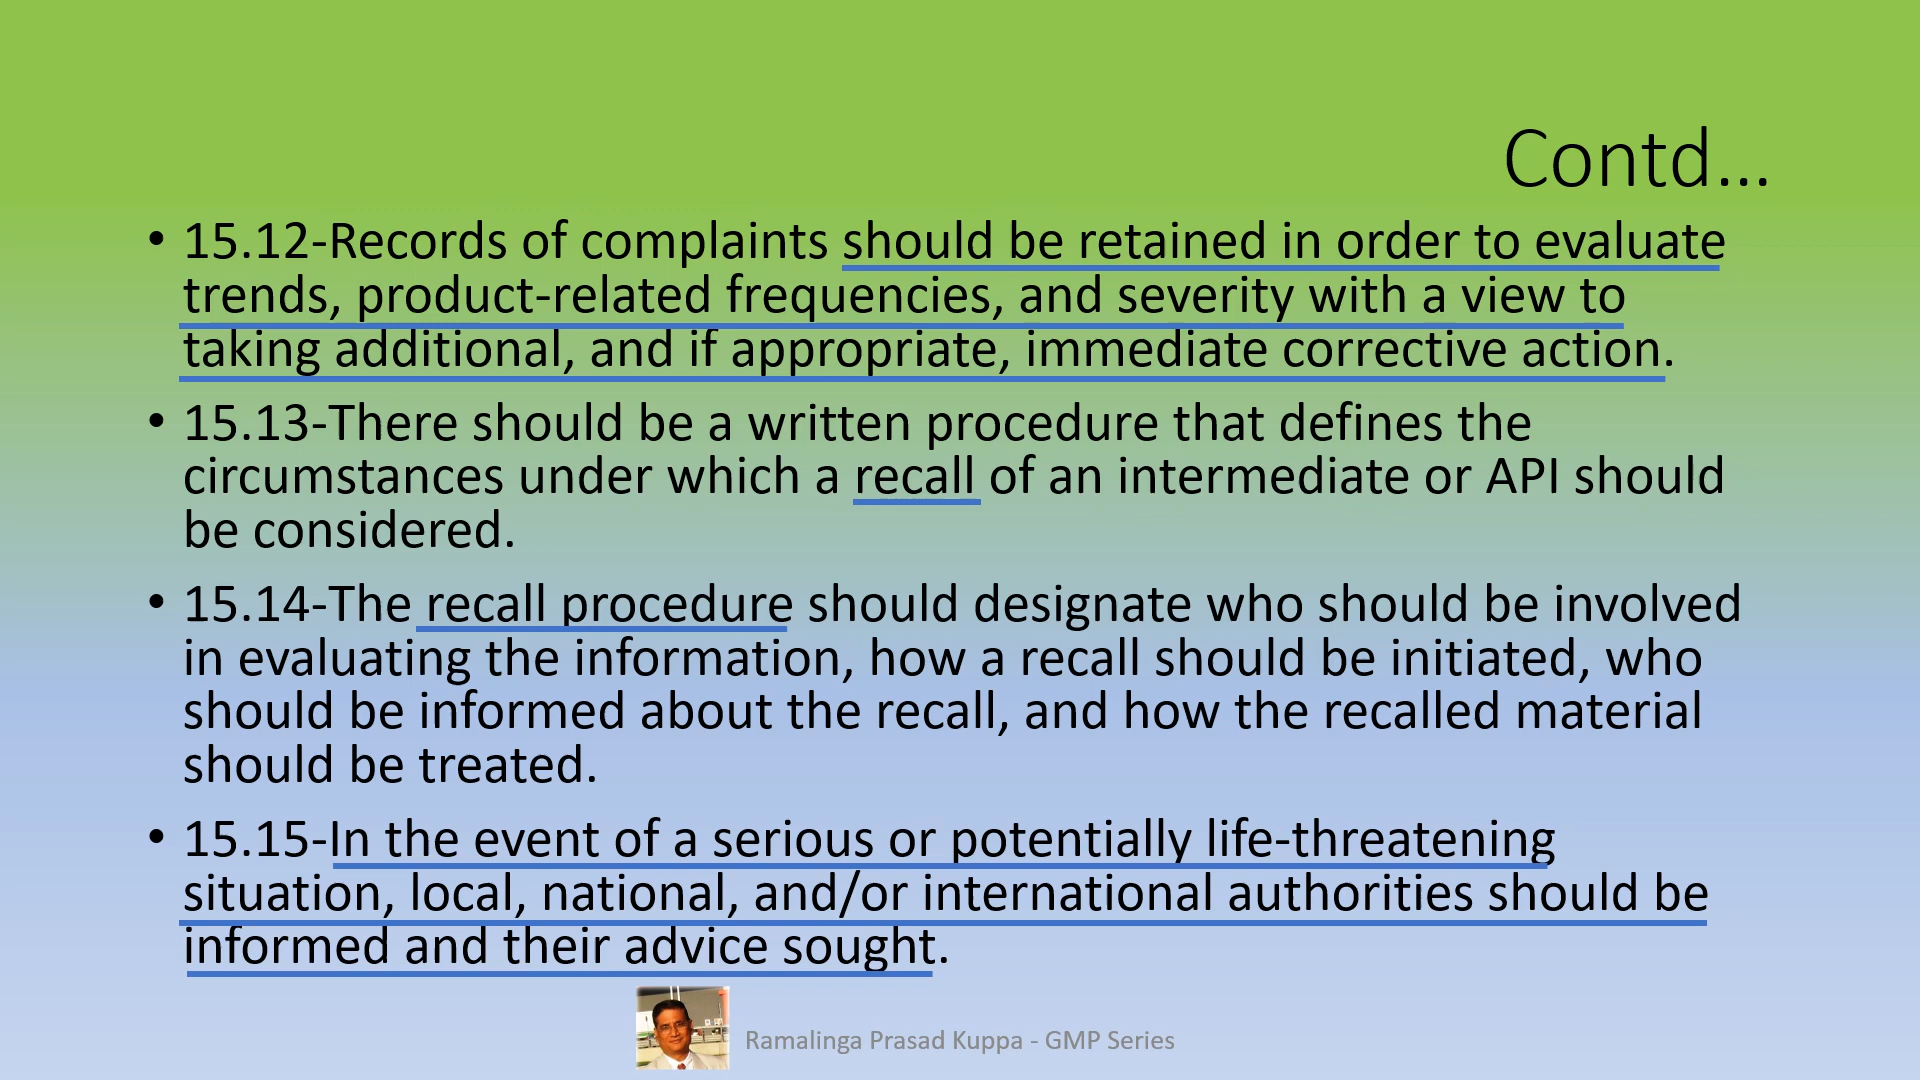 Contd...
• 15.12-Records of complaints should be retained in order to evaluate
trends, product-related frequencies, and severity with a view to
taking additional, and if appropriate, immediate corrective action.
• 15.13-There should be a written procedure that defines the
circumstances under which a recall of an intermediate or API should
be considered.
• 15.14-The recall procedure should designate who should be involved
in evaluating the information, how a recall should be initiated, who
should be informed about the recall, and how the recalled material
should be treated.
• 15.15-In the event of a serious or potentially life-threatening
situation, local, national, and/or international authorities should be
informed and their advice sought.
Ramalinga Prasad Kuppa - GMP Series